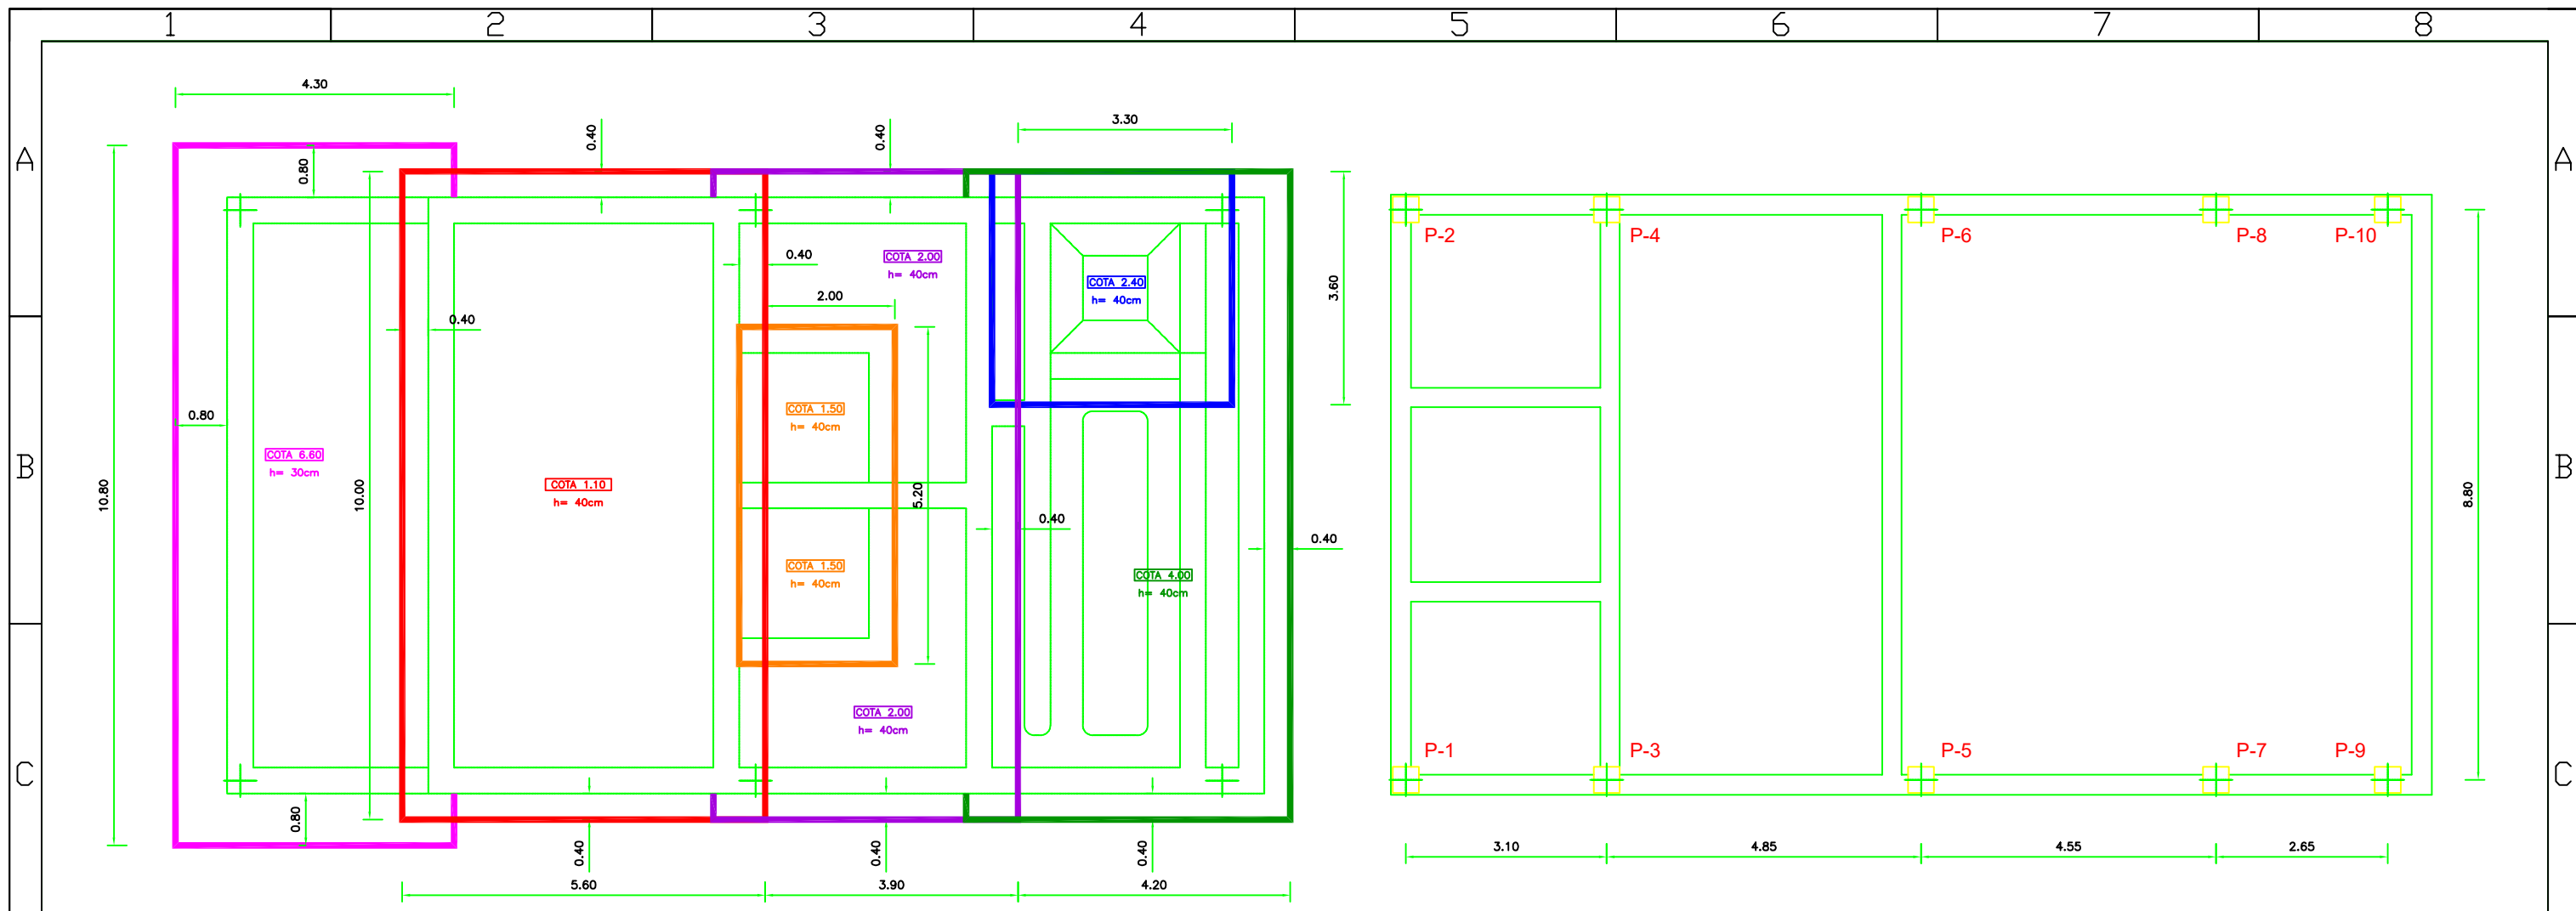 1 2 3 4 5 6 7 8
4.30
3.30
0.40
0.40
A
A
0.80
P-2
P-4
P-6
P-8
P-10
0.40
COTA 2.00
h= 40cm
COTA 2.40
h= 40cm
2.00
3.60
0.40
0.80
COTA 1.50
h= 40cm
COTA 6.60
h= 30cm
B
B
10.80
10.00
COTA 1.10
h= 40cm
5.20
8.80
0.40
0.40
COTA 1.50
h= 40cm
COTA 4.00
h= 40cm
COTA 2.00
h= 40cm
P-1
P-3
P-5
P-7
P-9
C
C
0.80
0.40
0.40
0.40
3.10
4.85
4.55
2.65
5.60
3.90
4.20